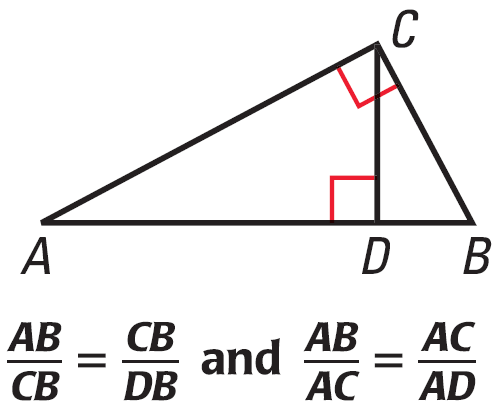 C
A D B
AB/CB = CB/DB and AB/AC = AC/AD